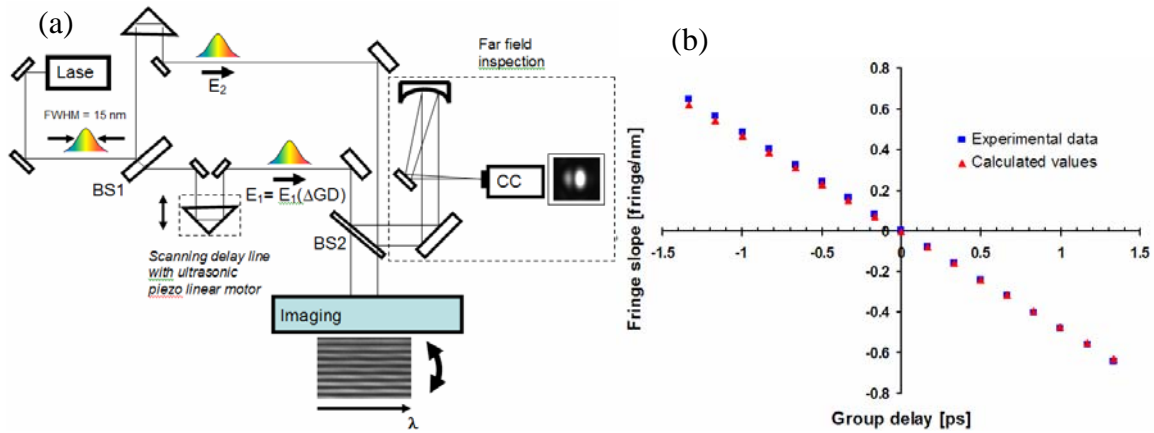 (a)
Lase
FWHM = 15 nm
E2
BS1
E1= E1(ΔGD)
Scanning delay line
with ultrasonic
piezo linear motor
BS2
Far field
inspection
CC
Imaging
λ
(b)
Fringe slope [fringe/nm]
0.8
0.6
0.4
0.2
0
-0.2
-0.4
-0.6
-0.8
-1.5
-1
-0.5
0
0.5
1
1.5
Experimental data
Calculated values
Group delay [ps]